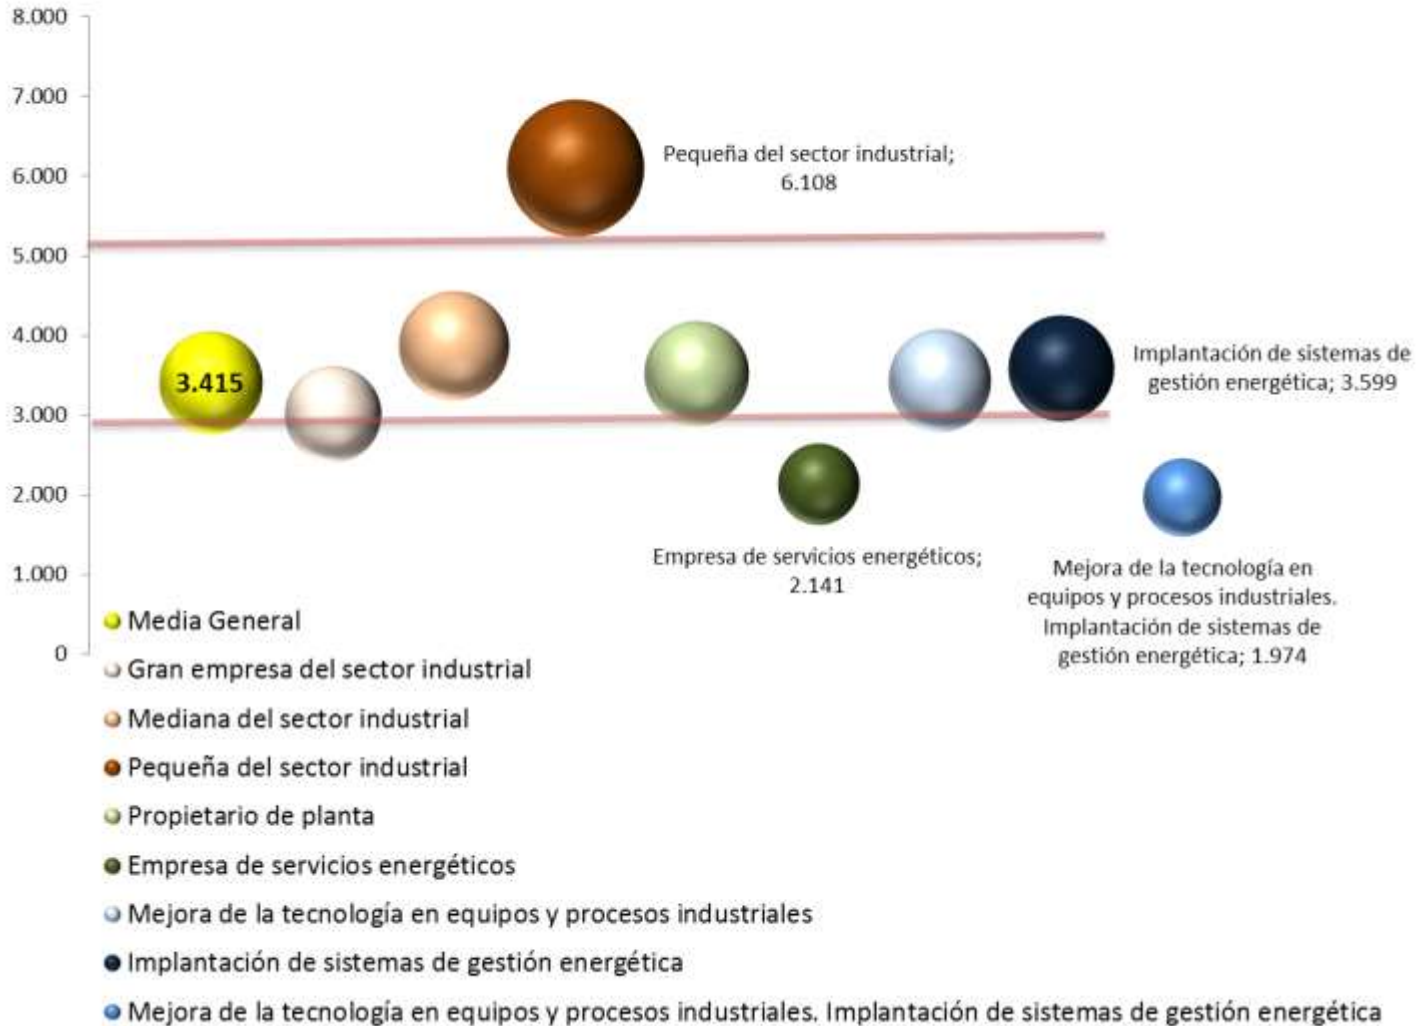 8.000
7.000
6.000
5.000
4.000
3.000
2.000
1.000
0
Pequeña del sector industrial;
6.108
3.415
Implantación de sistemas de
gestión energética; 3.599
Empresa de servicios energéticos;
2.141
Mejora de la tecnología en
equipos y procesos industriales.
Implantación de sistemas de
gestión energética; 1.974
Media General
Gran empresa del sector industrial
Mediana del sector industrial
Pequeña del sector industrial
Propietario de planta
Empresa de servicios energéticos
Mejora de la tecnología en equipos y procesos industriales
Implantación de sistemas de gestión energética
Mejora de la tecnología en equipos y procesos industriales. Implantación de sistemas de gestión energética